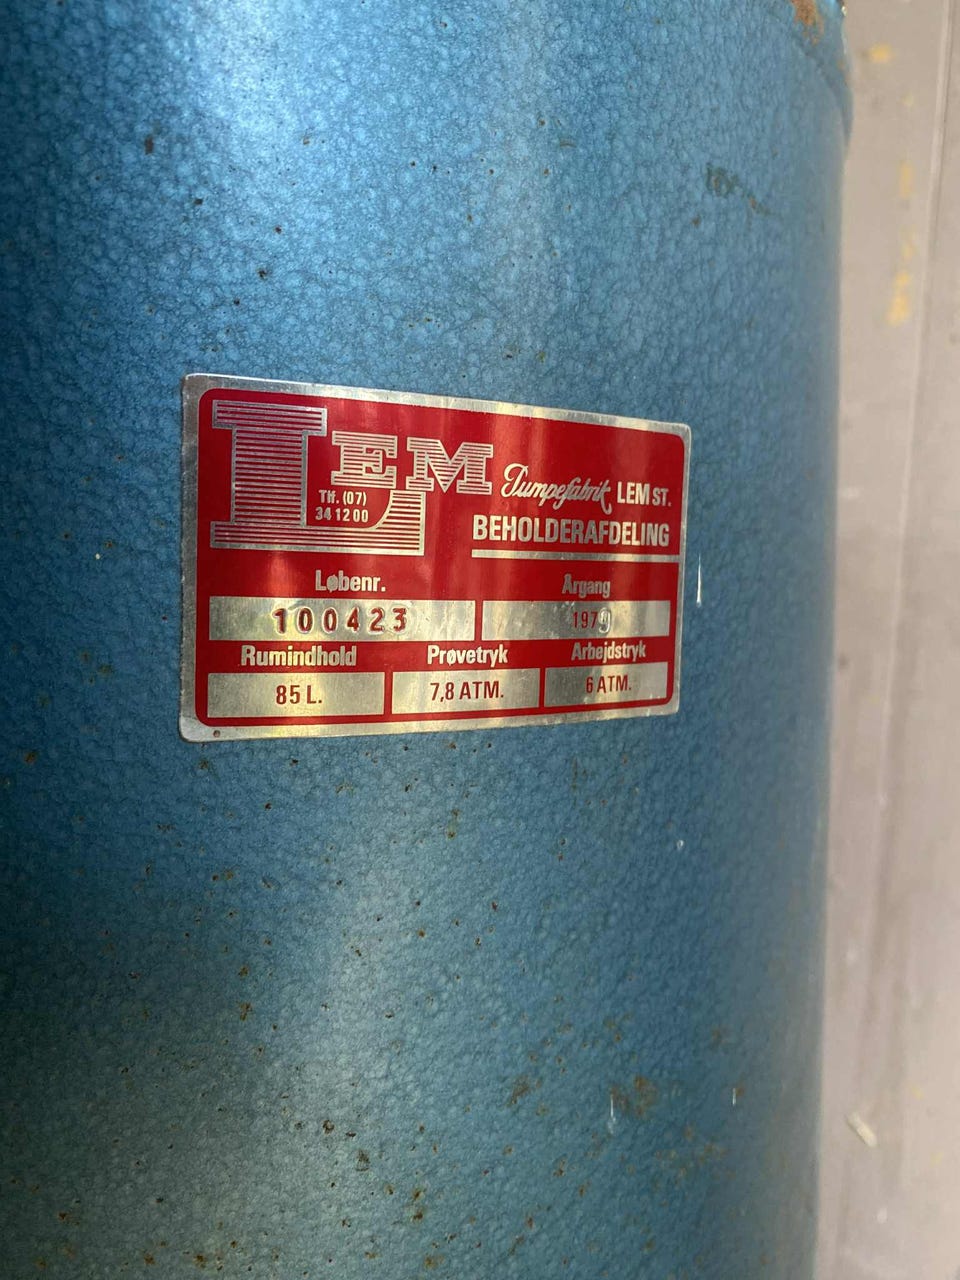 LEM
Tlf. (07)
34 12 00
Pumpefabrik LEM ST.
BEHOLDERAFDELING
Løbenr. Årgang
100423 1979
Rumindhold Prøvetryk Arbejdstryk
85 L. 7,8 ATM. 6 ATM.